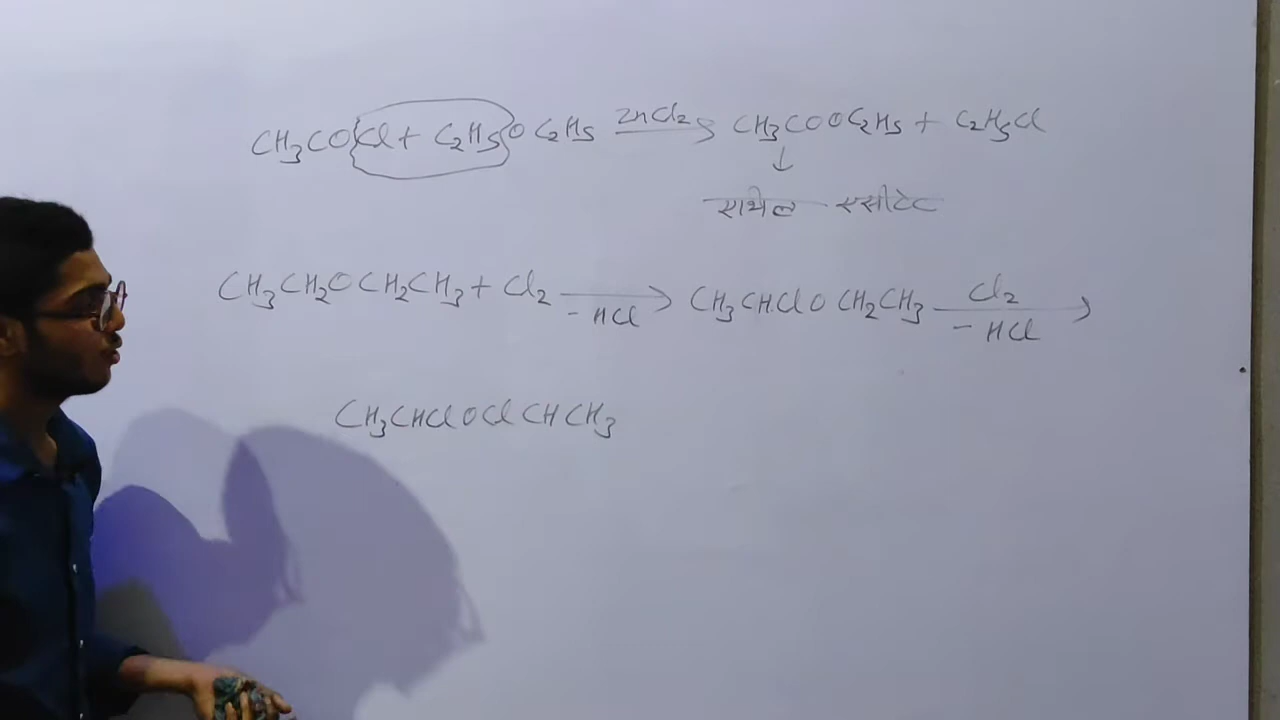 CH3COCl + C2H5OC2H5 ZnCl2 → CH3COOC2H5 + C2H5Cl
↓
एथिल एसीटेट
CH3CH2OCH2CH3 + Cl2 → -HCl CH3CHClOCH2CH3 Cl2 → -HCl
CH3CHClOClCHCH3